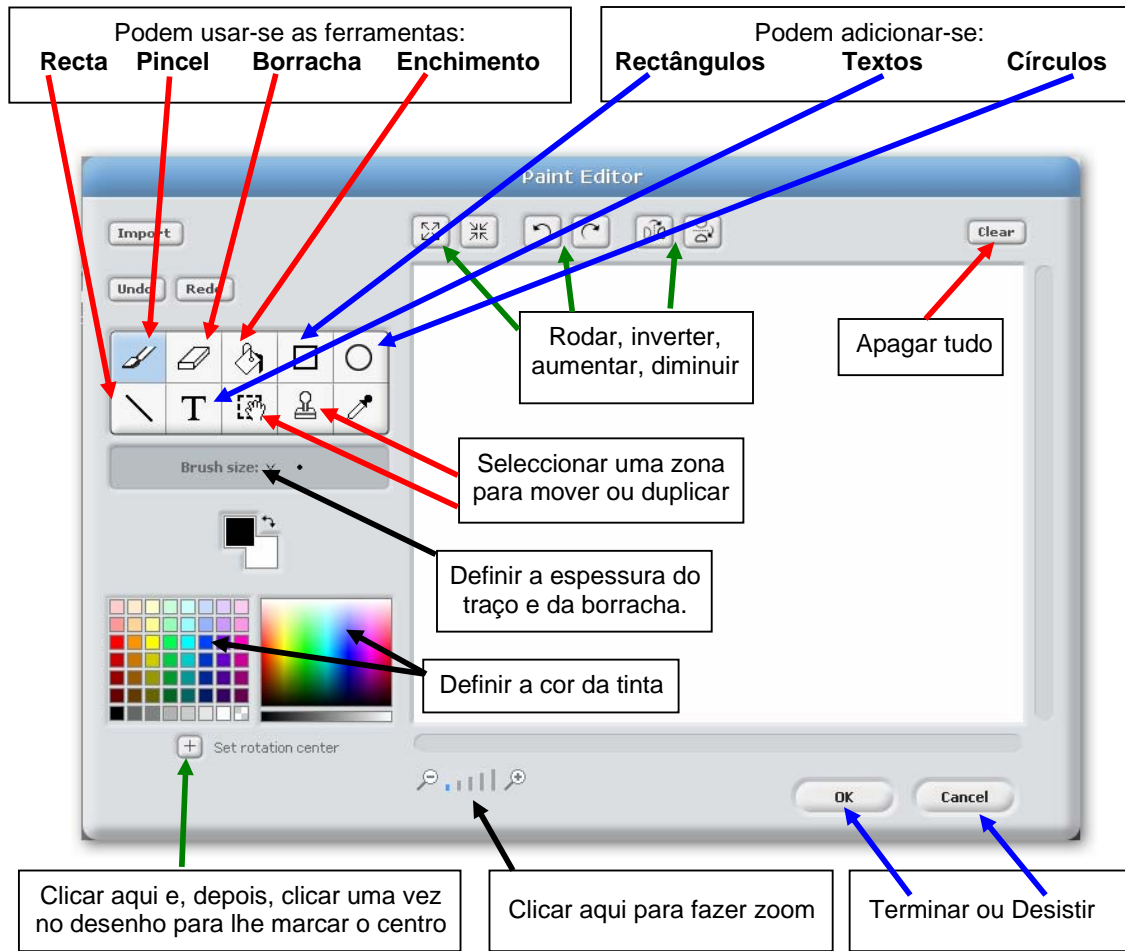 Podem usar-se as ferramentas:
Recta Pincel Borracha Enchimento
Podem adicionar-se:
Rectângulos Textos Círculos
Paint Editor
Import
Clear
Undo Redo
Rodar, inverter,
aumentar, diminuir
Apagar tudo
T
Seleccionar uma zona
para mover ou duplicar
Brush size:
Definir a espessura do
traço e da borracha.
Definir a cor da tinta
Set rotation center
OK Cancel
Clicar aqui e, depois, clicar uma vez
no desenho para lhe marcar o centro
Clicar aqui para fazer zoom
Terminar ou Desistir